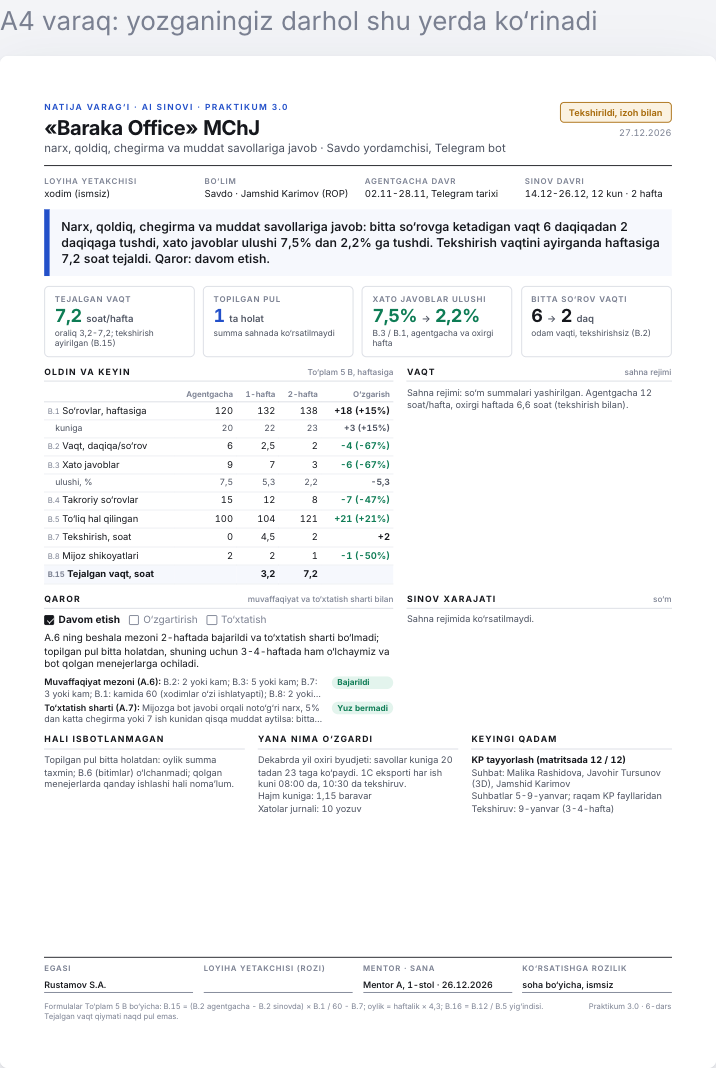 A4 varaq: yozganingiz darhol shu yerda koʻrinadi
NATIJA VARAGʻI · AI SINOVI · PRAKTIKUM 3.0
«Baraka Office» MChJ
narx, qoldiq, chegirma va muddat savollariga javob · Savdo yordamchisi, Telegram bot
Tekshirildi, izoh bilan
27.12.2026
LOYIHA YETAKCHISI
xodim (ismsiz)
BOʻLIM
Savdo · Jamshid Karimov (ROP)
AGENTGACHA DAVR
02.11-28.11, Telegram tarixi
SINOV DAVRI
14.12-26.12, 12 kun · 2 hafta
Narx, qoldiq, chegirma va muddat savollariga javob: bitta soʻrovga ketadigan vaqt 6 daqiqadan 2
daqiqaga tushdi, xato javoblar ulushi 7,5% dan 2,2% ga tushdi. Tekshirish vaqtini ayirganda haftasiga
7,2 soat tejaldi. Qaror: davom etish.
TEJALGAN VAQT
7,2 soat/hafta
oraliq 3,2-7,2; tekshirish
ayirilgan (B.15)
TOPILGAN PUL
1 ta holat
summa sahnada koʻrsatilmaydi
XATO JAVOBLAR ULUSHI
7,5% → 2,2%
B.3 / B.1, agentgacha va oxirgi
hafta
BITTA SOʻROV VAQTI
6 → 2 daq
odam vaqti, tekshirishsiz (B.2)
OLDIN VA KEYIN
Toʻplam 5 B, haftasiga
Agentgacha 1-hafta 2-hafta Oʻzgarish
B.1 Soʻrovlar, haftasiga 120 132 138 +18 (+15%)
kuniga 20 22 23 +3 (+15%)
B.2 Vaqt, daqiqa/soʻrov 6 2,5 2 -4 (-67%)
B.3 Xato javoblar 9 7 3 -6 (-67%)
ulushi, % 7,5 5,3 2,2 -5,3
B.4 Takroriy soʻrovlar 15 12 8 -7 (-47%)
B.5 Toʻliq hal qilingan 100 104 121 +21 (+21%)
B.7 Tekshirish, soat 0 4,5 2 +2
B.8 Mijoz shikoyatlari 2 2 1 -1 (-50%)
B.15 Tejalgan vaqt, soat 3,2 7,2
VAQT
sahna rejimi
Sahna rejimi: soʻm summalari yashirilgan. Agentgacha 12
soat/hafta, oxirgi haftada 6,6 soat (tekshirish bilan).
QAROR
muvaffaqiyat va toʻxtatish sharti bilan
Davom etish Oʻzgartirish Toʻxtatish
A.6 ning beshala mezoni 2-haftada bajarildi va toʻxtatish sharti boʻlmadi;
topilgan pul bitta holatdan, shuning uchun 3-4-haftada ham oʻlchaymiz va
bot qolgan menejerlarga ochiladi.
Muvaffaqiyat mezoni (A.6): B.2: 2 yoki kam; B.3: 5 yoki kam; B.7:
3 yoki kam; B.1: kamida 60 (xodimlar oʻzi ishlatyapti); B.8: 2 yoki...
Bajarildi
Toʻxtatish sharti (A.7): Mijozga bot javobi orqali notoʻgʻri narx, 5%
dan katta chegirma yoki 7 ish kunidan qisqa muddat aytilsa: bitta...
Yuz bermadi
SINOV XARAJATI
soʻm
Sahna rejimida koʻrsatilmaydi.
HALI ISBOTLANMAGAN
Topilgan pul bitta holatdan: oylik summa
taxmin; B.6 (bitimlar) oʻlchanmadi; qolgan
menejerlarda qanday ishlashi hali nomaʼlum.
YANA NIMA OʻZGARDI
Dekabrda yil oxiri byudjeti: savollar kuniga 20
tadan 23 taga koʻpaydi. 1C eksporti har ish
kuni 08:00 da, 10:30 da tekshiruv.
Hajm kuniga: 1,15 baravar
Xatolar jurnali: 10 yozuv
KEYINGI QADAM
KP tayyorlash (matritsada 12 / 12)
Suhbat: Malika Rashidova, Javohir Tursunov
(3D), Jamshid Karimov
Suhbatlar 5-9-yanvar; raqam KP fayllaridan
Tekshiruv: 9-yanvar (3-4-hafta)
EGASI
Rustamov S.A.
LOYIHA YETAKCHISI (ROZI)
MENTOR · SANA
Mentor A, 1-stol · 26.12.2026
KOʻRSATISHGA ROZILIK
soha boʻyicha, ismsiz
Formulalar Toʻplam 5 B boʻyicha: B.15 = (B.2 agentgacha - B.2 sinovda) × B.1 / 60 - B.7; oylik = haftalik × 4,3; B.16 = B.12 / B.5 yigʻindisi.
Tejalgan vaqt qiymati naqd pul emas.
Praktikum 3.0 · 6-dars